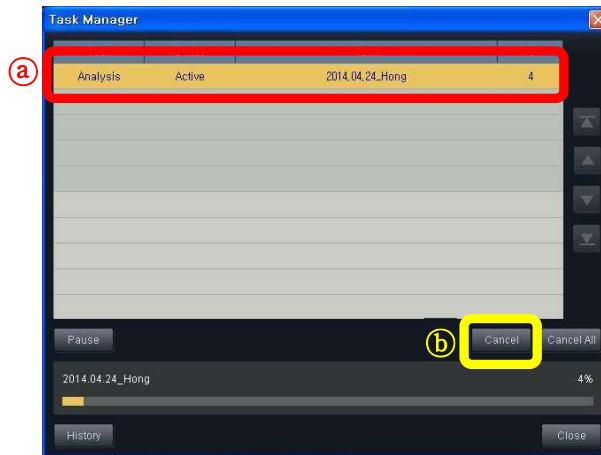 Task Manager
ⓐ
Analysis Active 2014,04,24_Hong 4
Pause ⓑ Cancel Cancel All
2014.04.24_Hong 4%
History Close